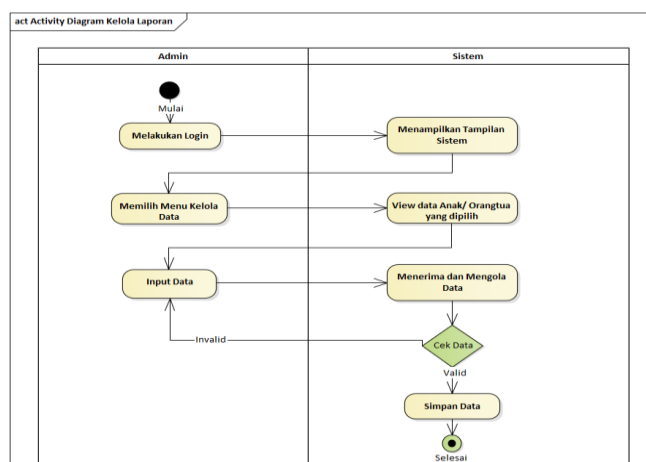 act Activity Diagram Kelola Laporan
Admin
Sistem
Mulai
Melakukan Login
Menampilkan Tampilan
Sistem
Memilih Menu Kelola
Data
View data Anak/ Orangtua
yang dipilih
Input Data
Menerima dan Mengola
Data
Invalid
Cek Data
Valid
Simpan Data
Selesai